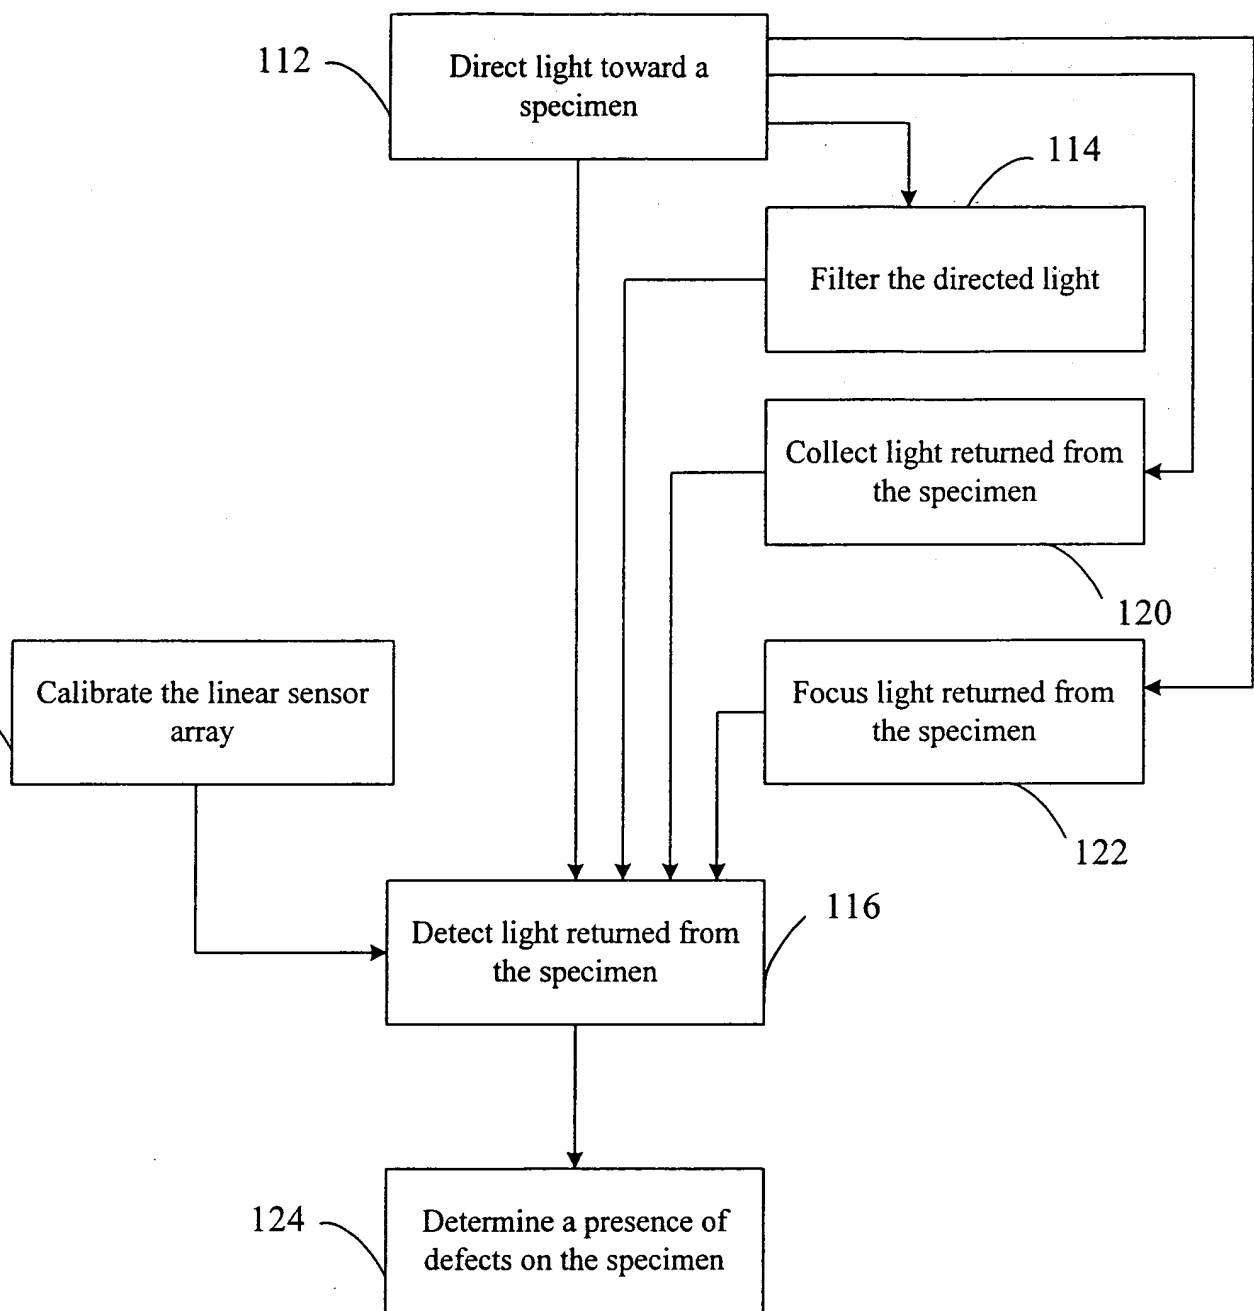 112
Direct light toward a
specimen
114
Filter the directed light
Collect light returned from
the specimen
120
Calibrate the linear sensor
array
Focus light returned from
the specimen
122
116
Detect light returned from
the specimen
124
Determine a presence of
defects on the specimen